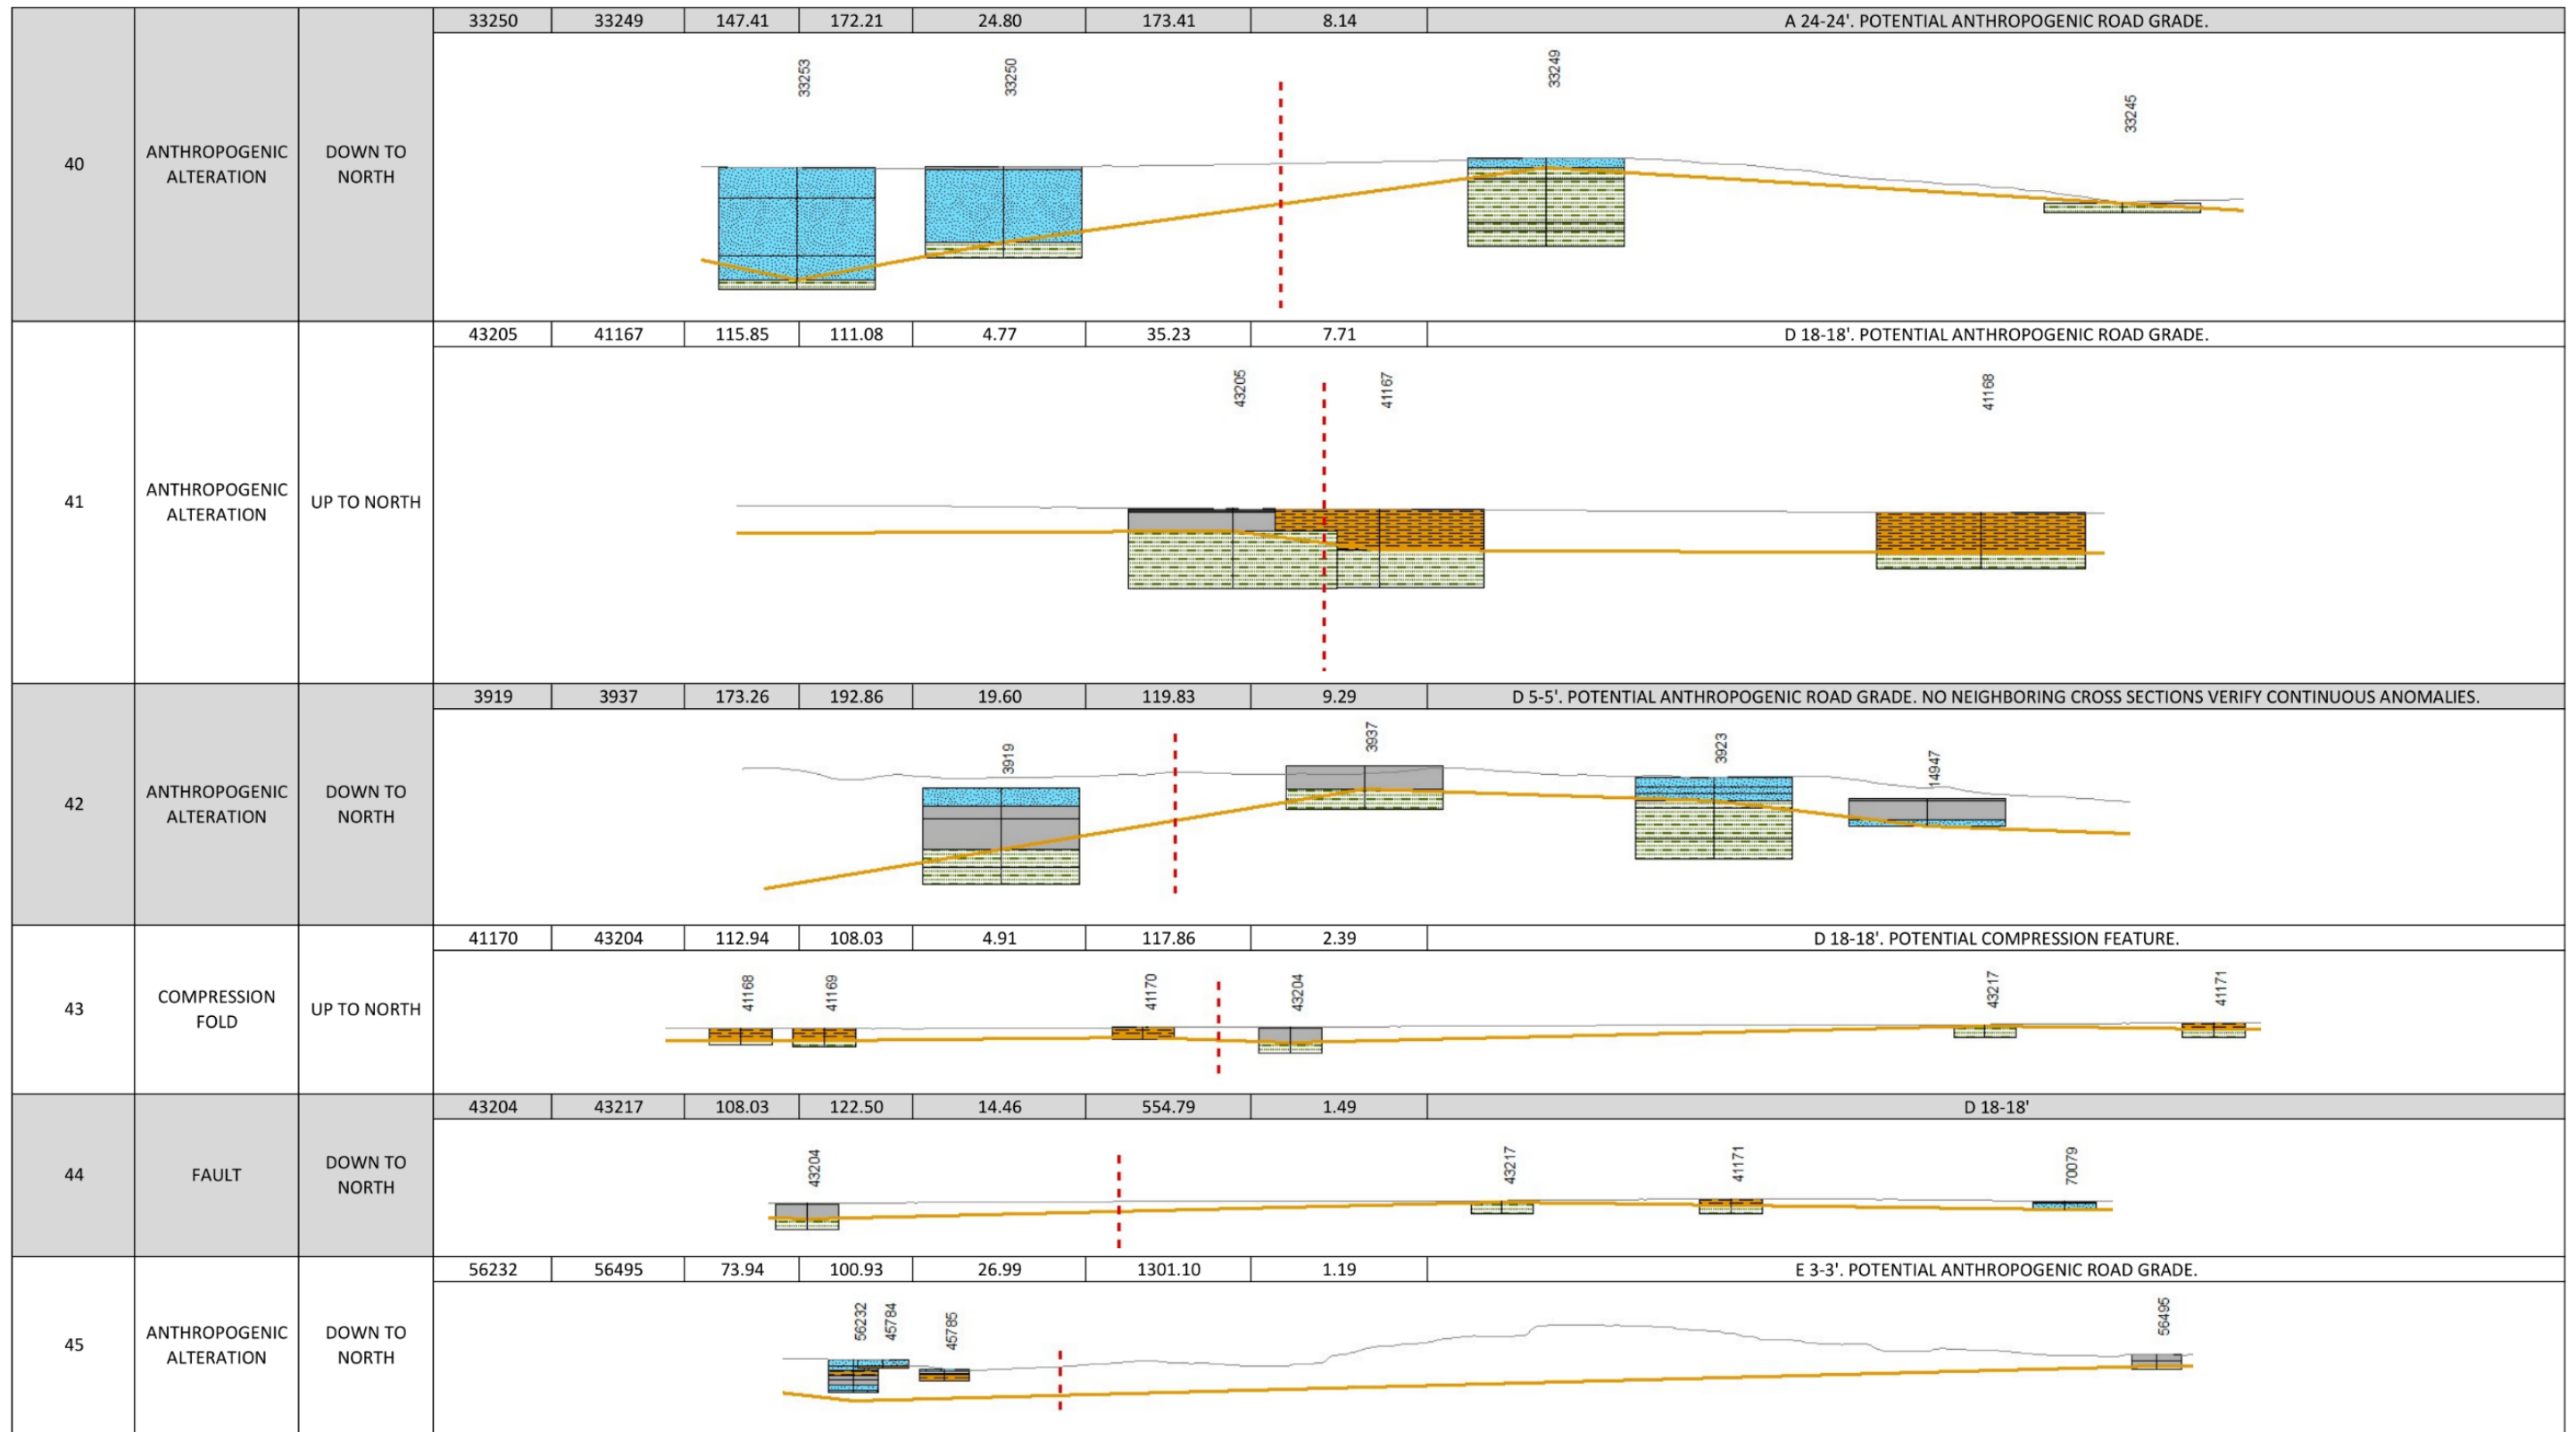 33250 33249 147.41 172.21 24.80 173.41 8.14 A 24-24'. POTENTIAL ANTHROPOGENIC ROAD GRADE.
40
ANTHROPOGENIC
ALTERATION
DOWN TO
NORTH
33253
33250
33249
33245
43205 41167 115.85 111.08 4.77 35.23 7.71 D 18-18'. POTENTIAL ANTHROPOGENIC ROAD GRADE.
41
ANTHROPOGENIC
ALTERATION
UP TO NORTH
43205
41167
41168
3919 3937 173.26 192.86 19.60 119.83 9.29 D 5-5'. POTENTIAL ANTHROPOGENIC ROAD GRADE. NO NEIGHBORING CROSS SECTIONS VERIFY CONTINUOUS ANOMALIES.
42
ANTHROPOGENIC
ALTERATION
DOWN TO
NORTH
3919
3937
3923
14947
41170 43204 112.94 108.03 4.91 117.86 2.39 D 18-18'. POTENTIAL COMPRESSION FEATURE.
43
COMPRESSION
FOLD
UP TO NORTH
41168
41169
41170
43204
43217
41171
43204 43217 108.03 122.50 14.46 554.79 1.49 D 18-18'
44
FAULT
DOWN TO
NORTH
43204
43217
41171
70079
56232 56495 73.94 100.93 26.99 1301.10 1.19 E 3-3'. POTENTIAL ANTHROPOGENIC ROAD GRADE.
45
ANTHROPOGENIC
ALTERATION
DOWN TO
NORTH
56232
45784
45785
56495